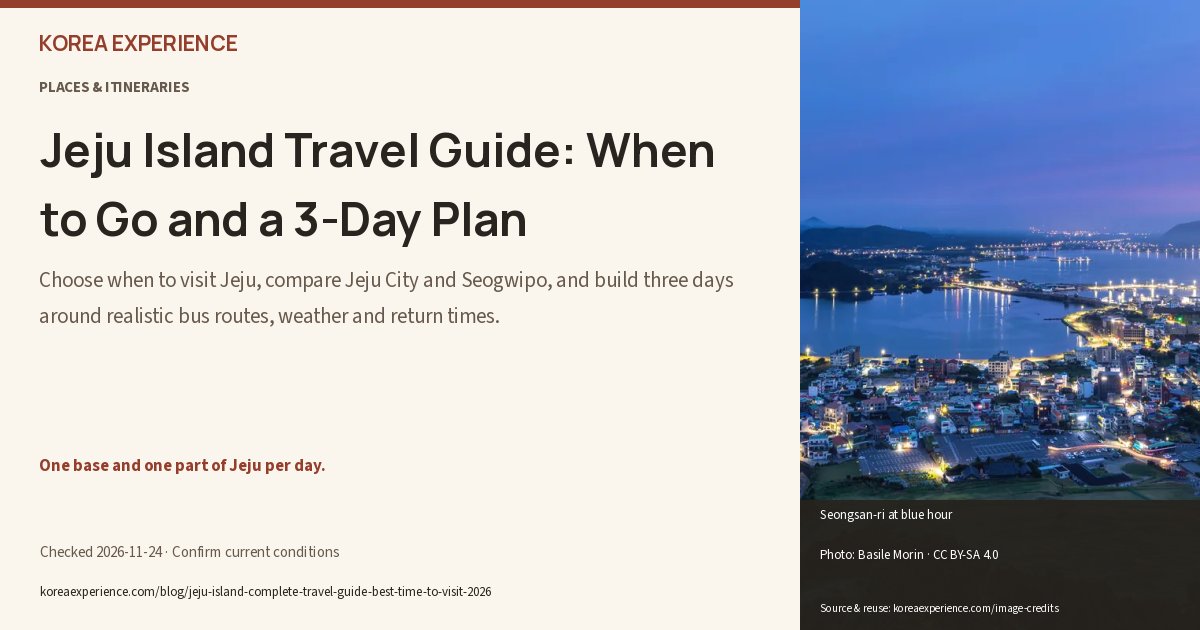 KOREA EXPERIENCE
PLACES & ITINERARIES
Jeju Island Travel Guide: When
to Go and a 3-Day Plan
Choose when to visit Jeju, compare Jeju City and Seogwipo, and build three days
around realistic bus routes, weather and return times.
One base and one part of Jeju per day.
Checked 2026-11-24 · Confirm current conditions
koreaexperience.com/blog/jeju-island-complete-travel-guide-best-time-to-visit-2026
Seongsan-ri at blue hour
Photo: Basile Morin · CC BY-SA 4.0
Source & reuse: koreaexperience.com/image-credits